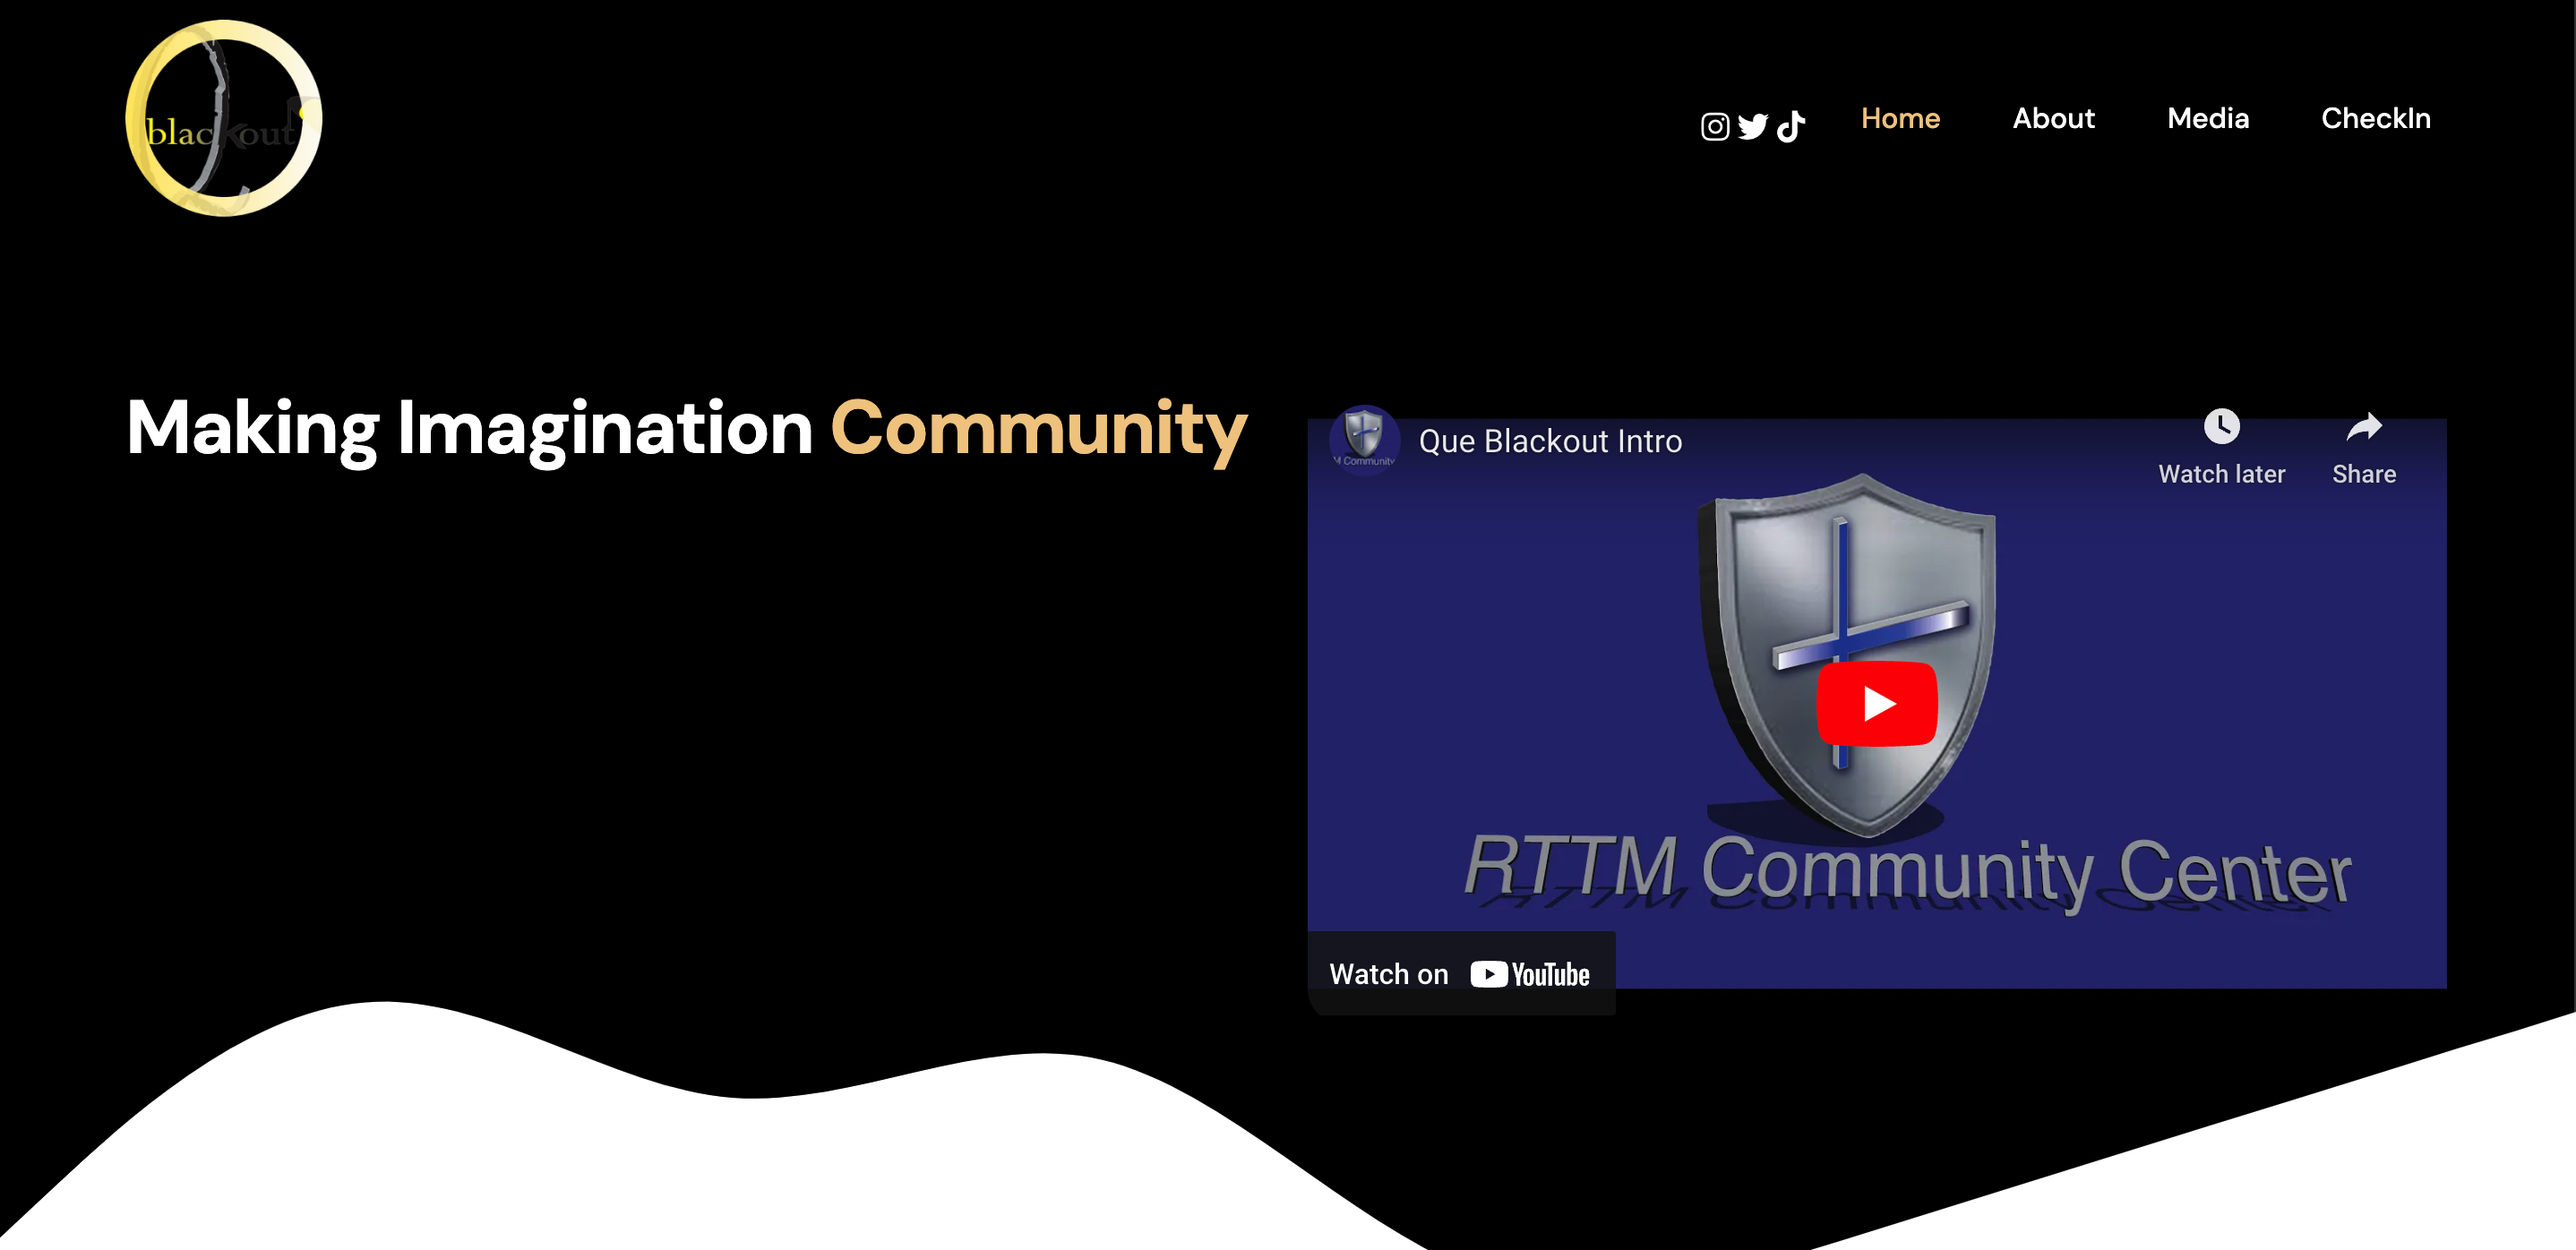 blackout
Home
About
Media
CheckIn
Making Imagination Community
M Community
Que Blackout Intro
Watch later
Share
RTTM Community Center
Watch on YouTube